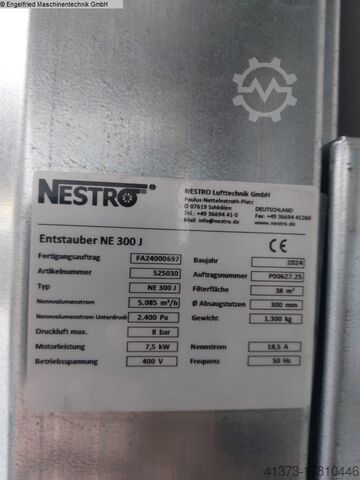 © Engelfried Maschinentechnik GmbH
NESTRO®
NESTRO Lufttechnik GmbH
Paulus-Nettelnstroth-Platz
D-07619 Schkölen DEUTSCHLAND
Tel.: +49 36694 41-0 Fax: +49 36694 41260
Mail: info@nestro.de www.nestro.de
Entstauber NE 300 J CE
Fertigungsauftrag FA24000697 Baujahr 2024
Artikelnummer 525030 Auftragsnummer P00627.25
Typ NE 300 J Filterfläche 38 m²
Nennvolumenstrom 5.085 m³/h Ø Absaugstutzen 300 mm
Nennvolumenstrom Unterdruck 2.400 Pa Gewicht 1.300 kg
Druckluft max. 8 bar
Motorleistung 7,5 kW Nennstrom 18,5 A
Betriebsspannung 400 V Frequenz 50 Hz
41373-17810446